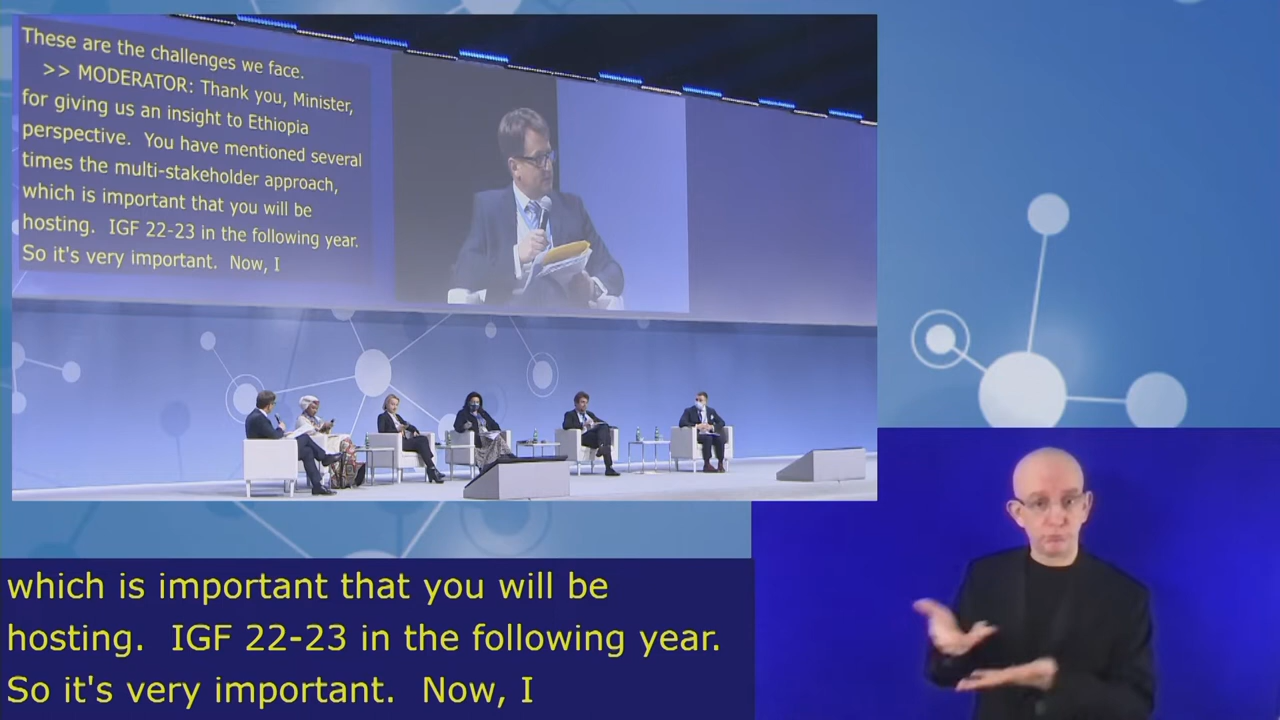 These are the challenges we face.
>> MODERATOR: Thank you, Minister,
for giving us an insight to Ethiopia
perspective. You have mentioned several
times the multi-stakeholder approach,
which is important that you will be
hosting. IGF 22-23 in the following year.
So it's very important. Now, I
which is important that you will be
hosting. IGF 22-23 in the following year.
So it's very important. Now, I